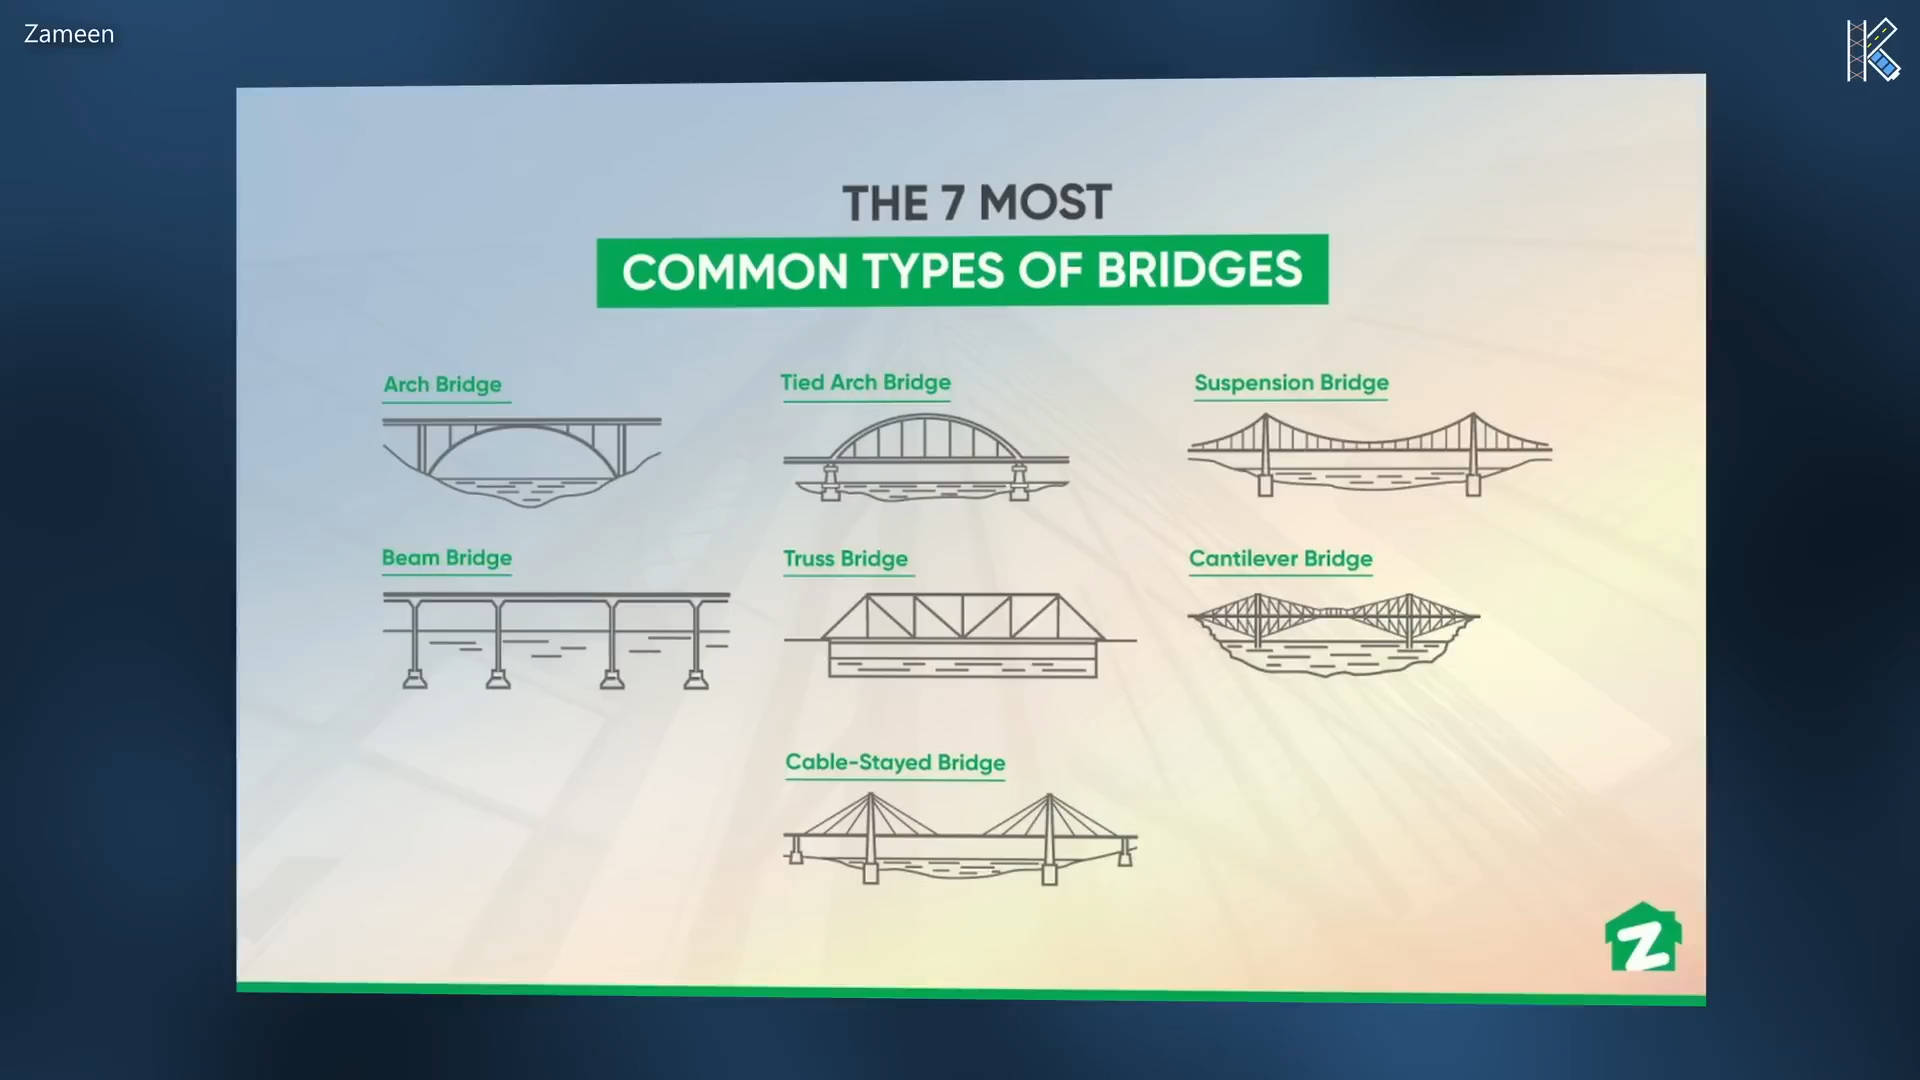 Zameen
THE 7 MOST
COMMON TYPES OF BRIDGES
Arch Bridge
Tied Arch Bridge
Suspension Bridge
Beam Bridge
Truss Bridge
Cantilever Bridge
Cable-Stayed Bridge
Z
K